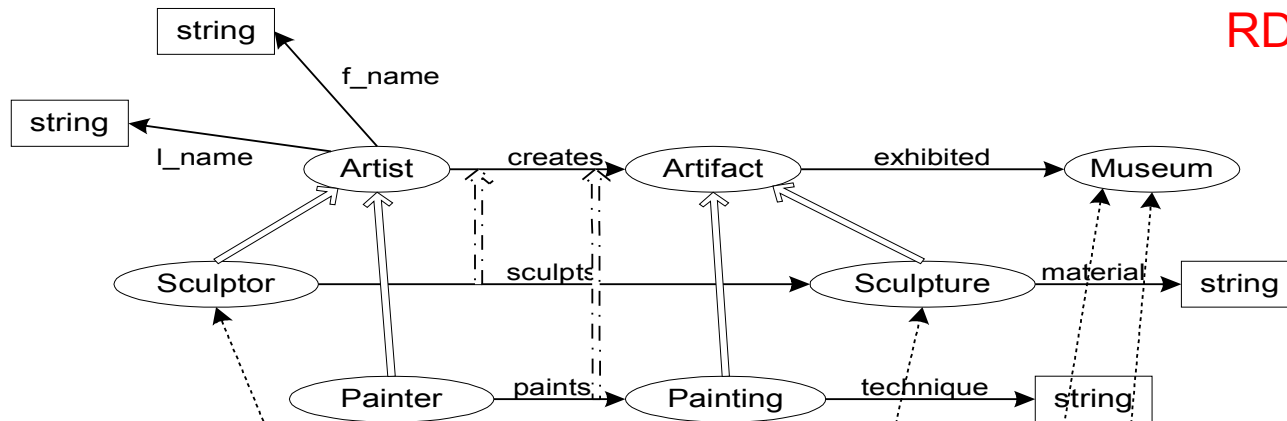 string
RD
f_name
string
l_name
Artist
creates
Artifact
exhibited
Museum
Sculptor
sculpts
Sculpture
material
string
Painter
paints
Painting
technique
string